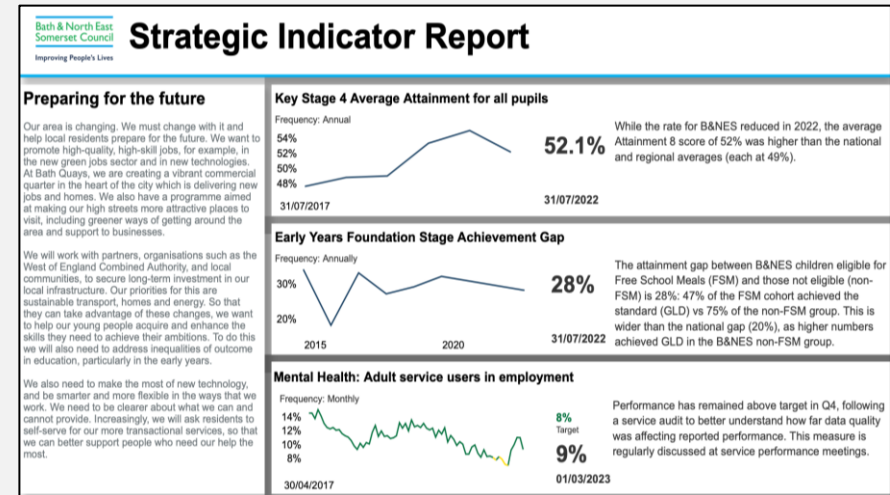 Bath & North East
Somerset Council
Improving People's Lives
Strategic Indicator Report
Preparing for the future
Our area is changing. We must change with it and
help local residents prepare for the future. We want to
promote high-quality, high-skill jobs, for example, in
the new green jobs sector and in new technologies.
At Bath Quays, we are creating a vibrant commercial
quarter in the heart of the city which is delivering new
jobs and homes. We also have a programme aimed
at making our high streets more attractive places to
visit, including greener ways of getting around the
area and support to businesses.
We will work with partners, organisations such as the
West of England Combined Authority, and local
communities, to secure long-term investment in our
local infrastructure. Our priorities for this are
sustainable transport, homes and energy. So that
they can take advantage of these changes, we want
to help our young people acquire and enhance the
skills they need to achieve their ambitions. To do this
we will also need to address inequalities of outcome
in education, particularly in the early years.
We also need to make the most of new technology,
and be smarter and more flexible in the ways that we
work. We need to be clearer about what we can and
cannot provide. Increasingly, we will ask residents to
self-serve for our more transactional services, so that
we can better support people who need our help the
most.
Key Stage 4 Average Attainment for all pupils
Frequency: Annual
54%
52%
50%
48%
31/07/2017
52.1%
31/07/2022
While the rate for B&NES reduced in 2022, the average
Attainment 8 score of 52% was higher than the national
and regional averages (each at 49%).
Early Years Foundation Stage Achievement Gap
Frequency: Annually
30%
20%
2015
2020
28%
31/07/2022
The attainment gap between B&NES children eligible for
Free School Meals (FSM) and those not eligible (non-
FSM) is 28%: 47% of the FSM cohort achieved the
standard (GLD) vs 75% of the non-FSM group. This is
wider than the national gap (20%), as higher numbers
achieved GLD in the B&NES non-FSM group.
Mental Health: Adult service users in employment
Frequency: Monthly
14%
12%
10%
8%
30/04/2017
8%
Target
9%
01/03/2023
Performance has remained above target in Q4, following
a service audit to better understand how far data quality
was affecting reported performance. This measure is
regularly discussed at service performance meetings.